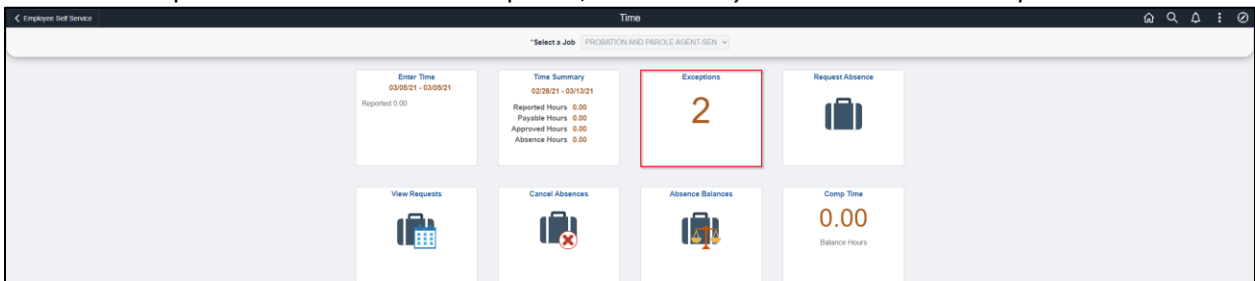 Employee Self Service
Time
*Select a Job PROBATION AND PAROLE AGENT-SEN
Enter Time
03/05/21 - 03/05/21
Reported 0.00
Time Summary
02/28/21 - 03/13/21
Reported Hours 0.00
Payable Hours 0.00
Approved Hours 0.00
Absence Hours 0.00
Exceptions
2
Request Absence
View Requests
Cancel Absences
Absence Balances
Comp Time
0.00
Balance Hours